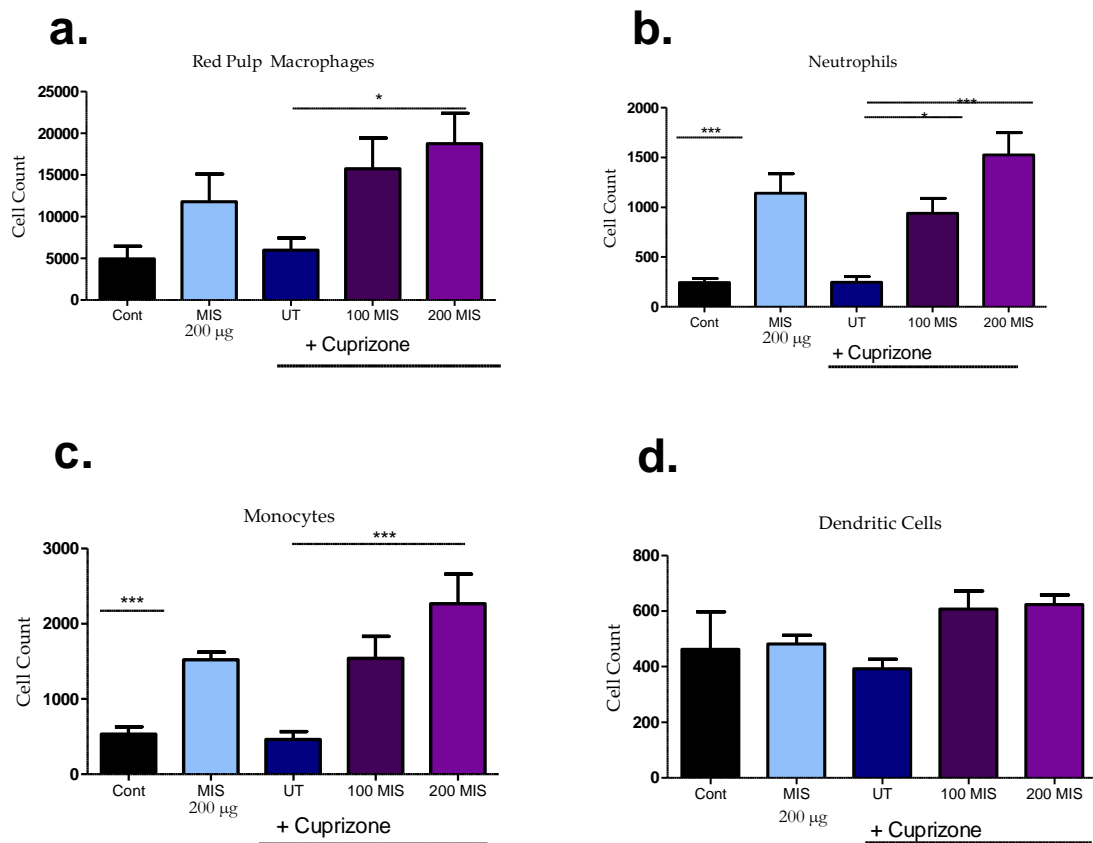 a.
Red Pulp Macrophages
*
Cell Count
25000
20000
15000
10000
5000
0
Cont
MIS
200 µg
UT
100 MIS
200 MIS
+ Cuprizone
b.
Neutrophils
***
***
*
Cell Count
2000
1500
1000
500
0
Cont
MIS
200 µg
UT
100 MIS
200 MIS
+ Cuprizone
c.
Monocytes
***
***
Cell Count
3000
2000
1000
0
Cont
MIS
200 µg
UT
100 MIS
200 MIS
+ Cuprizone
d.
Dendritic Cells
Cell Count
800
600
400
200
0
Cont
MIS
200 µg
UT
100 MIS
200 MIS
+ Cuprizone